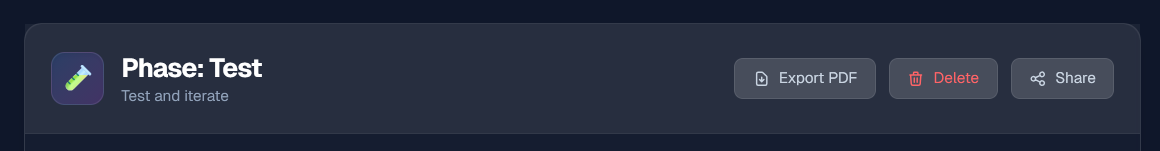 Phase: Test
Test and iterate
Export PDF
Delete
Share